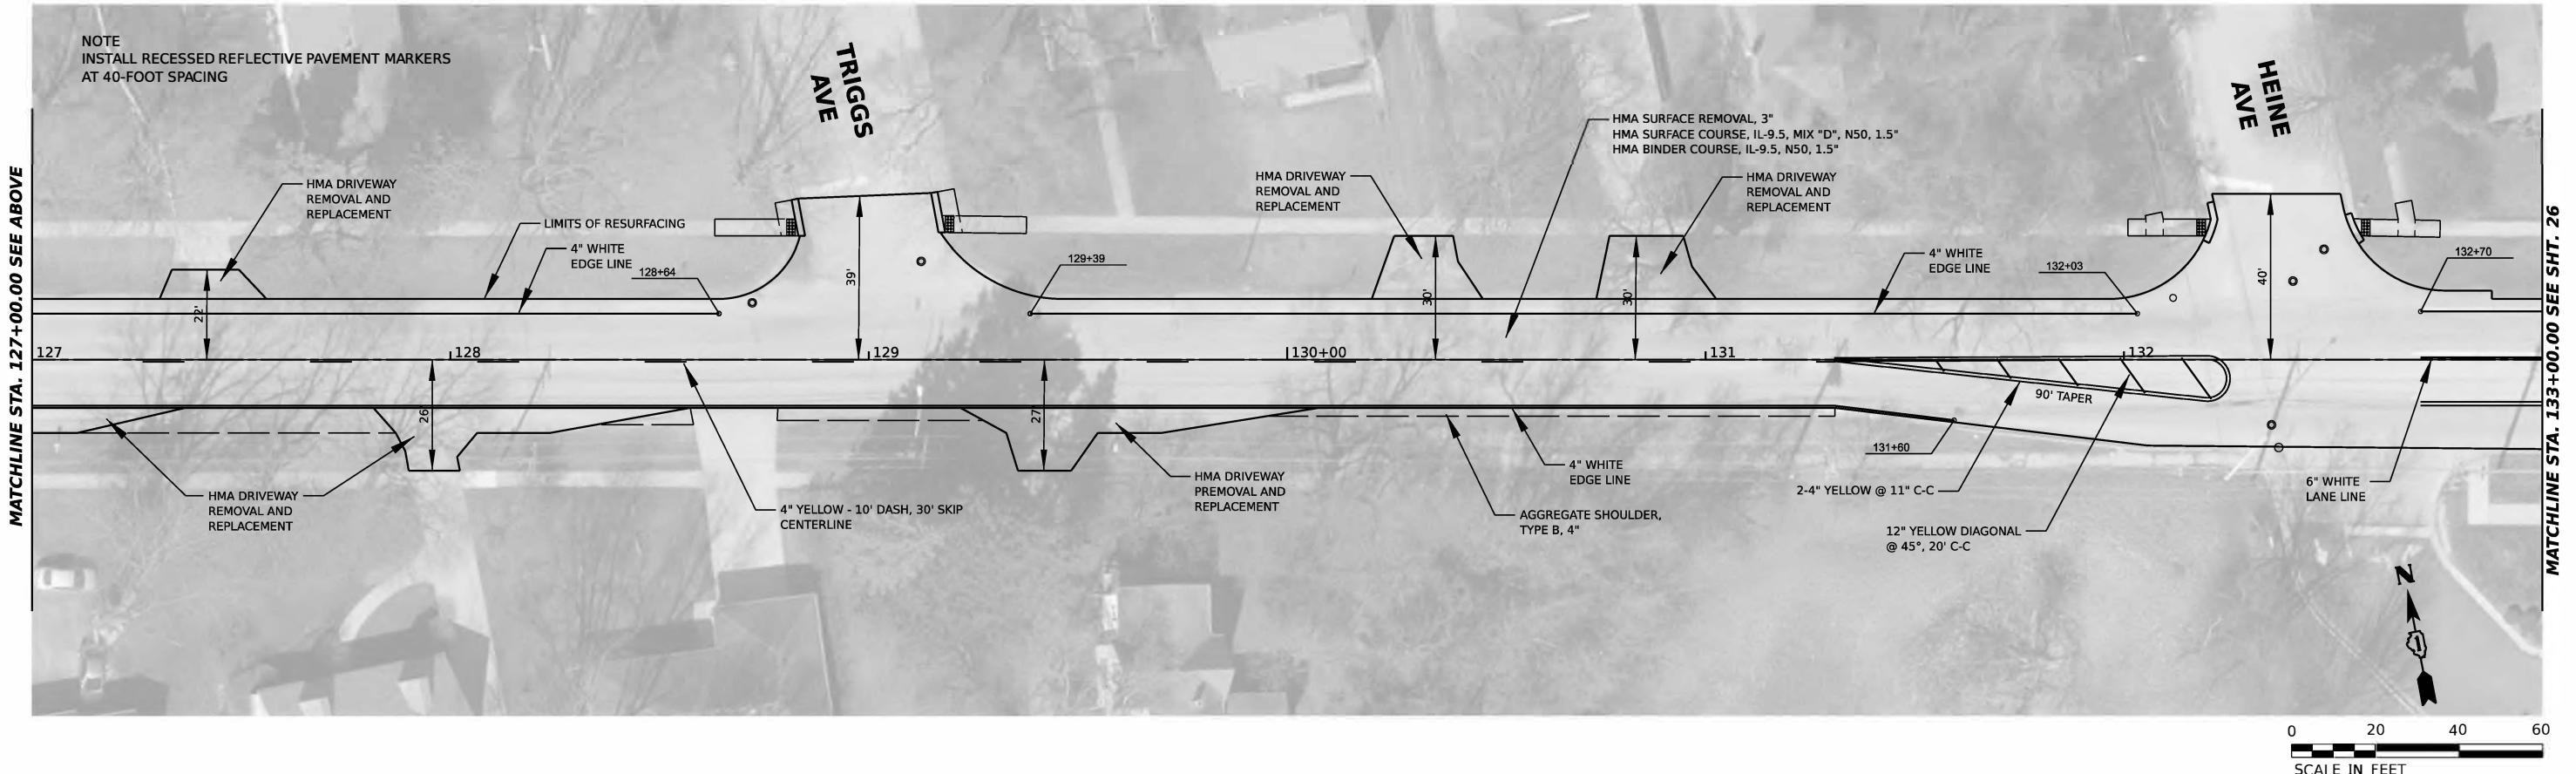 NOTE
INSTALL RECESSED REFLECTIVE PAVEMENT MARKERS
AT 40-FOOT SPACING
TRIGGS
AVE
HEINE
AVE
MATCHLINE STA. 127+00.00 SEE ABOVE
MATCHLINE STA. 133+00.00 SEE SHT. 26
HMA DRIVEWAY
REMOVAL AND
REPLACEMENT
LIMITS OF RESURFACING
4" WHITE
EDGE LINE
128+64
129+39
HMA DRIVEWAY
REMOVAL AND
REPLACEMENT
HMA SURFACE REMOVAL, 3"
HMA SURFACE COURSE, IL-9.5, MIX "D", N50, 1.5"
HMA BINDER COURSE, IL-9.5, N50, 1.5"
HMA DRIVEWAY
REMOVAL AND
REPLACEMENT
4" WHITE
EDGE LINE
132+03
132+70
22'
39'
30'
30'
40'
127
128
129
130+00
131
132
26'
27'
90' TAPER
131+60
HMA DRIVEWAY
REMOVAL AND
REPLACEMENT
4" YELLOW - 10' DASH, 30' SKIP
CENTERLINE
HMA DRIVEWAY
PREMOVAL AND
REPLACEMENT
4" WHITE
EDGE LINE
AGGREGATE SHOULDER,
TYPE B, 4"
2-4" YELLOW @ 11" C-C
12" YELLOW DIAGONAL
@ 45°, 20' C-C
6" WHITE
LANE LINE
N
0 20 40 60
SCALE IN FEET